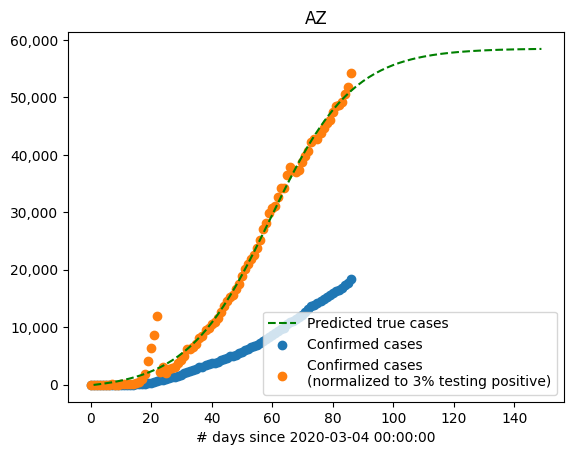 AZ
60,000
50,000
40,000
30,000
20,000
10,000
0
Predicted true cases
Confirmed cases
Confirmed cases
(normalized to 3% testing positive)
0 20 40 60 80 100 120 140
# days since 2020-03-04 00:00:00